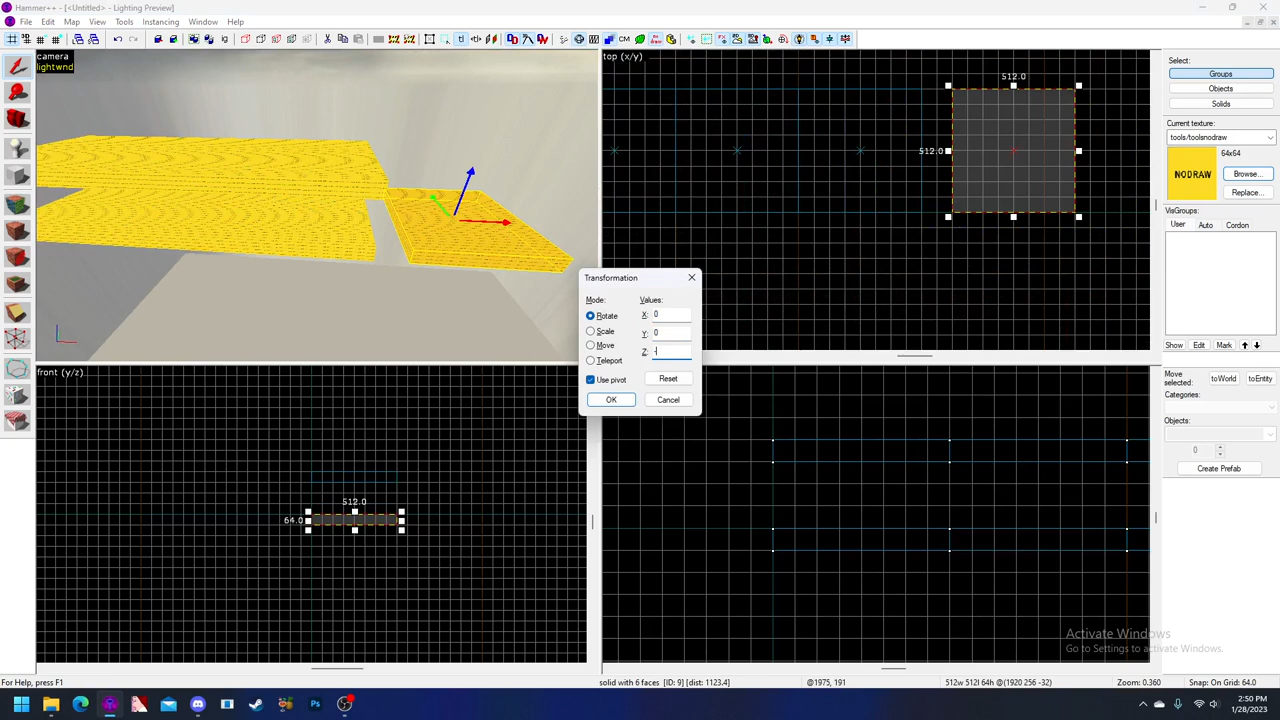 Hammer++ - [<Untitled> - Lighting Preview]
File Edit Map View Tools Instancing Window Help
camera
lightwnd
top (x/y)
512.0
512.0
Select:
Groups
Objects
Solids
Current texture:
tools/toolsnodraw
64x64
NODRAW
Browse...
Replace...
VisGroups:
User Auto Cordon
Show Edit Mark
Transformation
Mode:
Values:
Rotate
Scale
Move
Teleport
X: 0
Y: 0
Z: -
Use pivot
Reset
OK
Cancel
front (y/z)
512.0
64.0
Move selected:
toWorld
toEntity
Categories:
Objects:
0
Create Prefab
Activate Windows
Go to Settings to activate Windows.
For Help, press F1
solid with 6 faces [ID: 9] [dist: 1123.4]
@1975, 191
512w 512l 64h @(1920 256 -32)
Zoom: 0.360
Snap: On Grid: 64.0
2:50 PM
1/28/2023